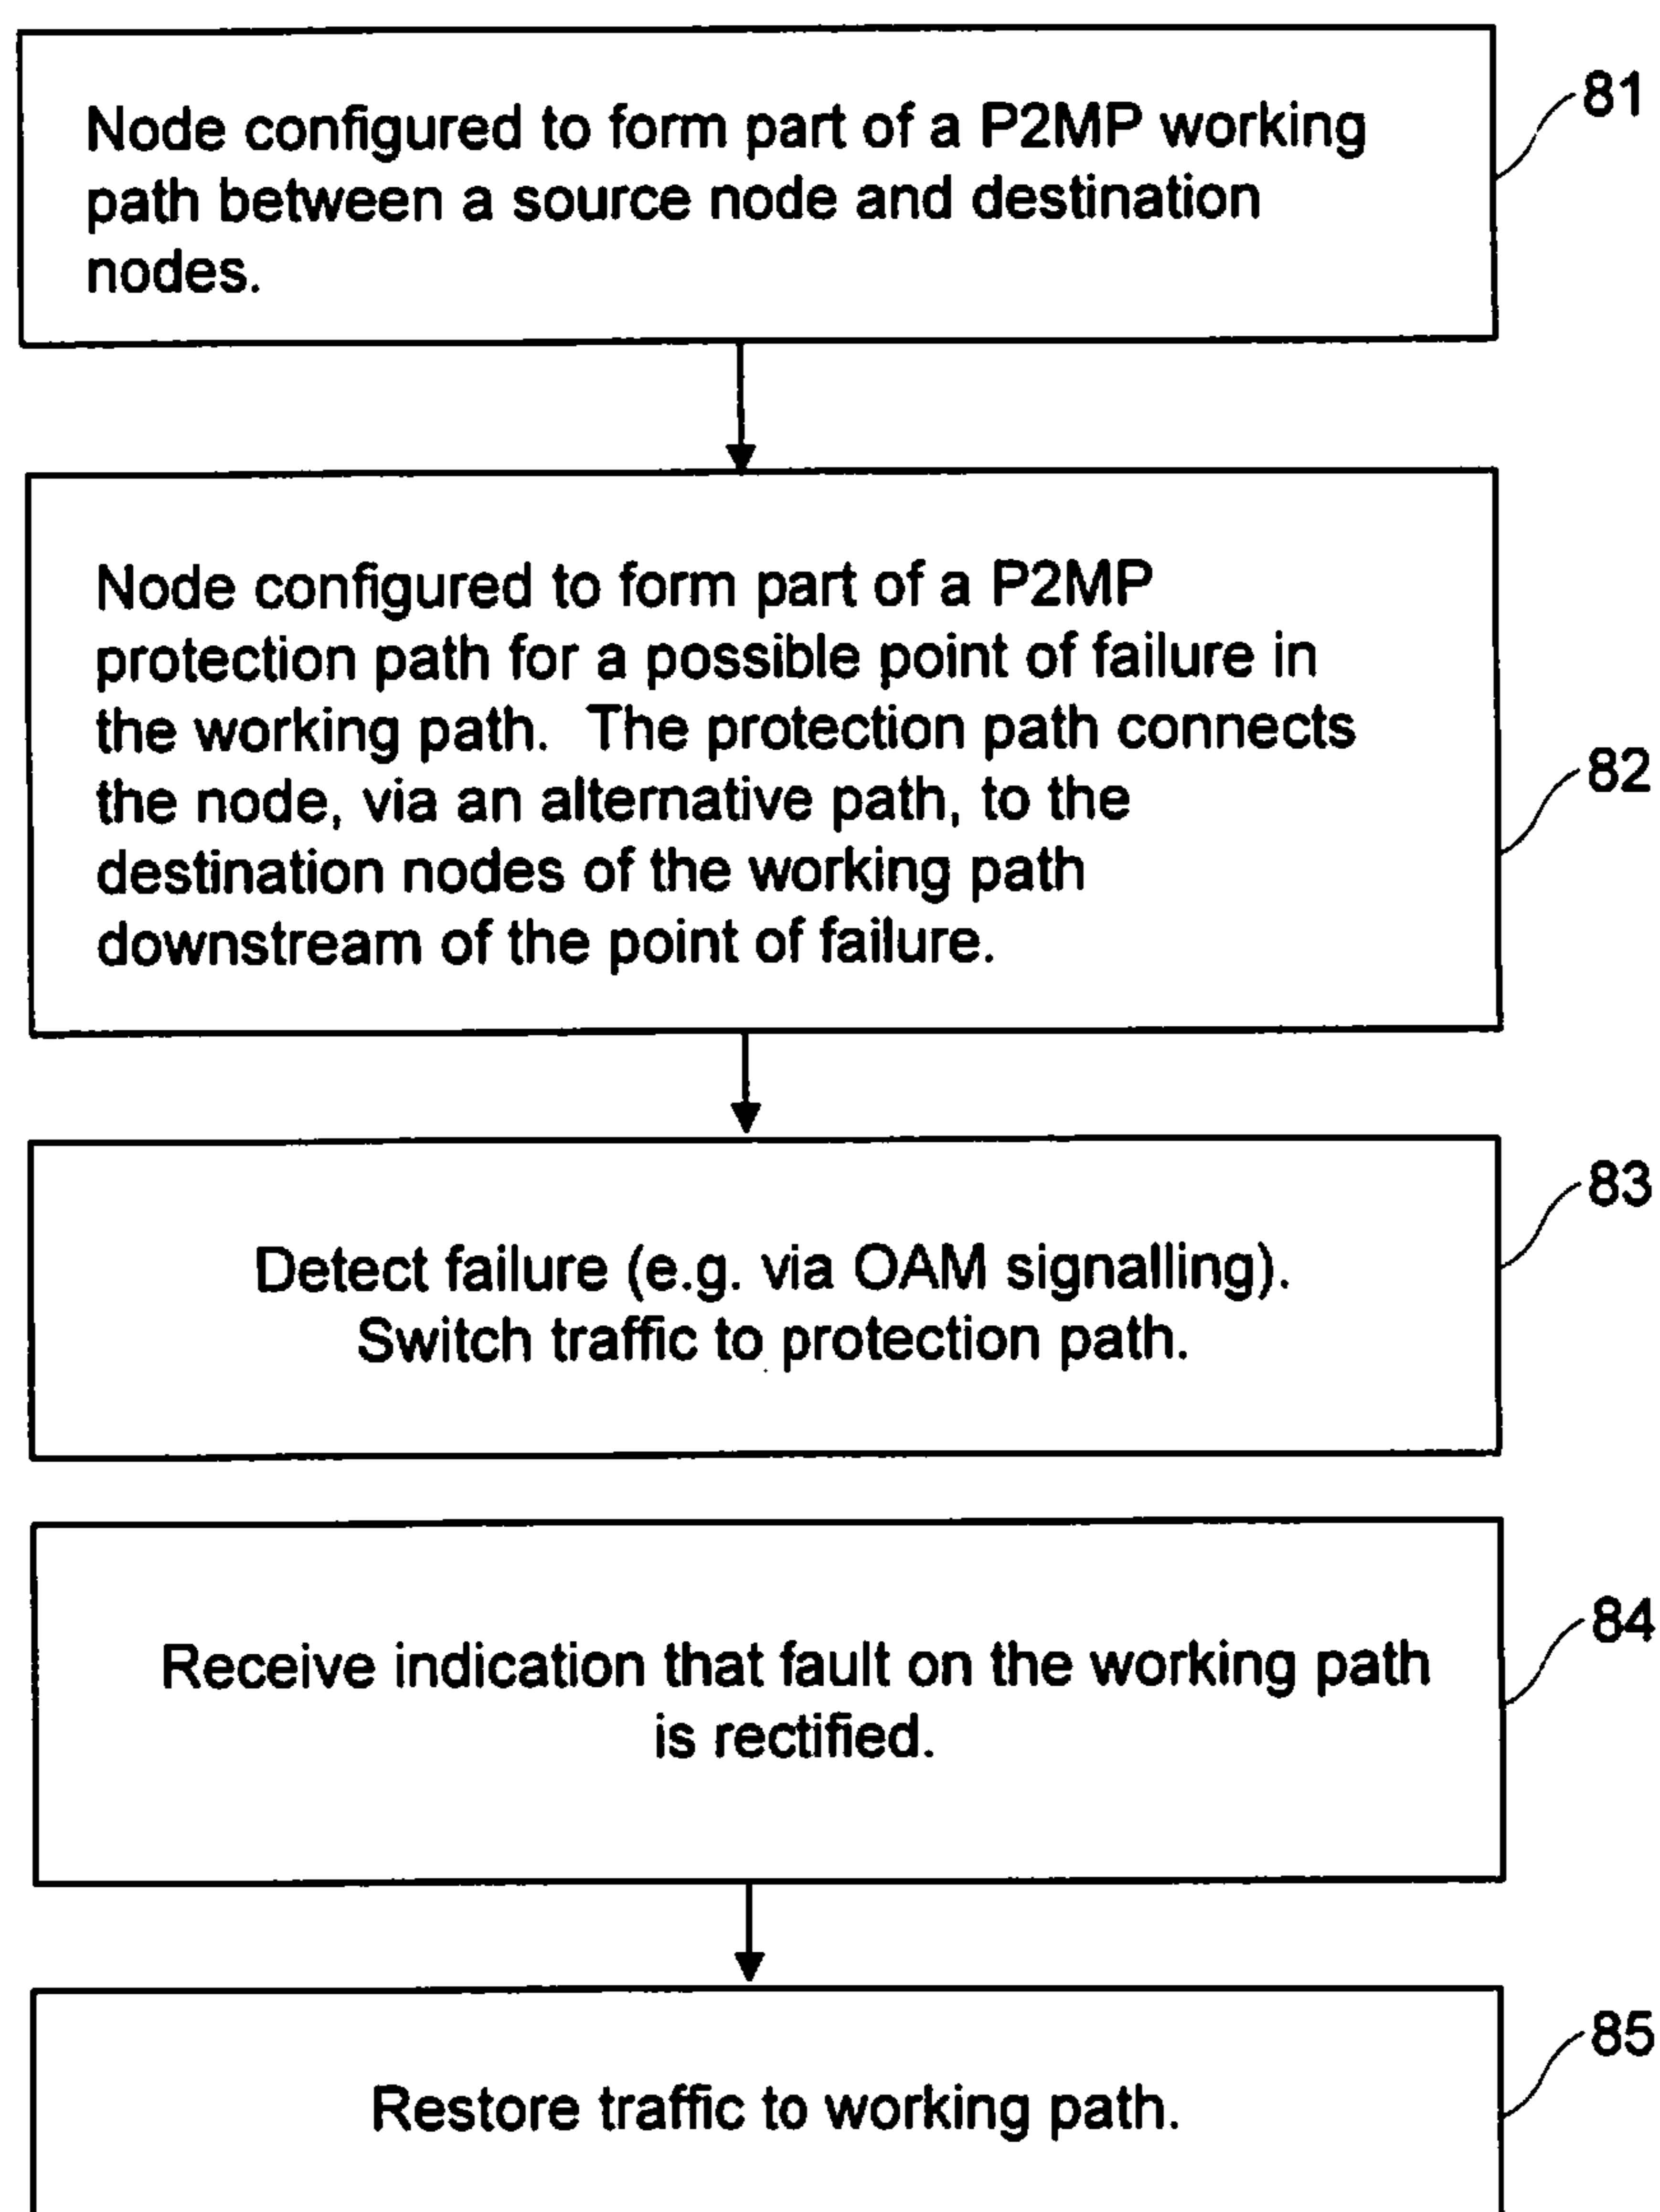 81
Node configured to form part of a P2MP working
path between a source node and destination
nodes.
Node configured to form part of a P2MP
protection path for a possible point of failure in
the working path.  The protection path connects
the node, via an alternative path, to the
destination nodes of the working path
downstream of the point of failure.
82
83
Detect failure (e.g. via OAM signalling).
Switch traffic to protection path.
84
Receive indication that fault on the working path
is rectified.
85
Restore traffic to working path.